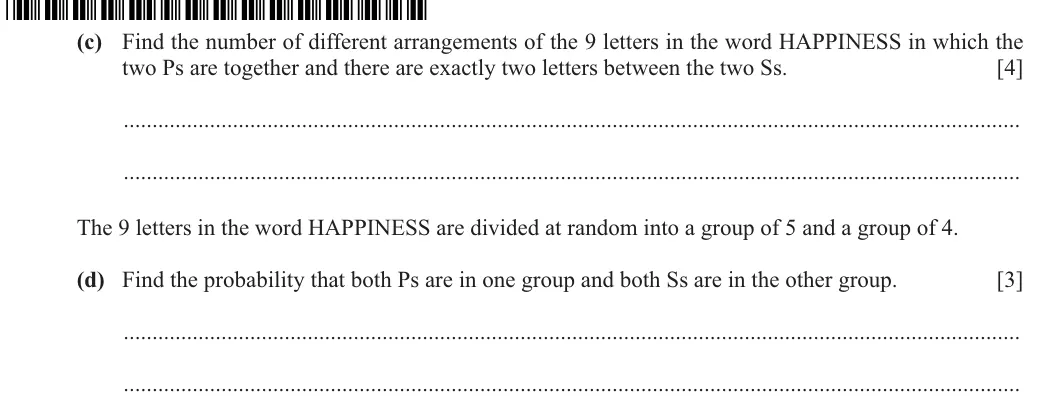 (c) Find the number of different arrangements of the 9 letters in the word HAPPINESS in which the
two Ps are together and there are exactly two letters between the two Ss. [4]
The 9 letters in the word HAPPINESS are divided at random into a group of 5 and a group of 4.
(d) Find the probability that both Ps are in one group and both Ss are in the other group. [3]